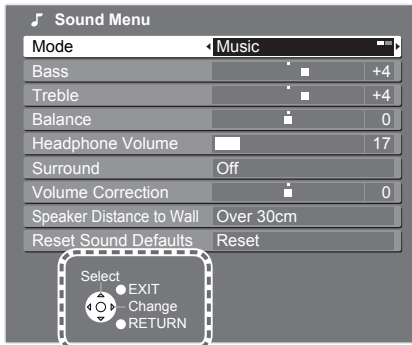 Sound Menu
Mode Music
Bass +4
Treble +4
Balance 0
Headphone Volume 17
Surround Off
Volume Correction 0
Speaker Distance to Wall Over 30cm
Reset Sound Defaults Reset
Select
EXIT
Change
RETURN